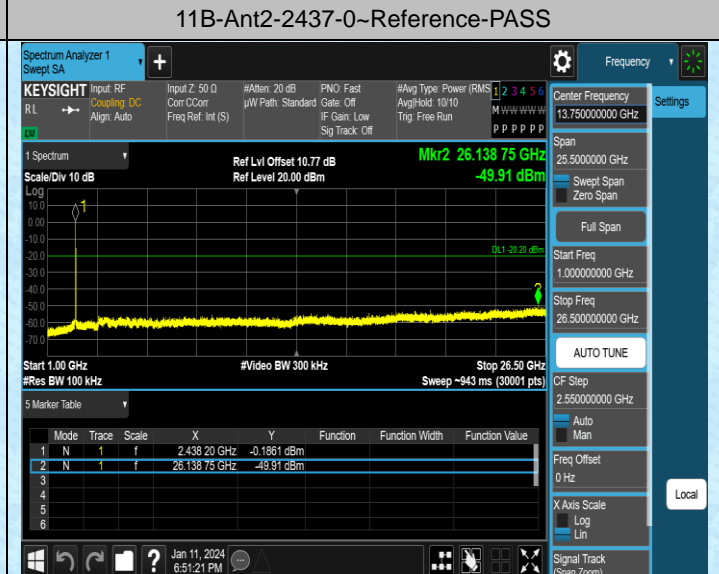 11B-Ant2-2437-0~Reference-PASS
Spectrum Analyzer 1
Swept SA
Frequency
KEYSIGHT
R L
Input: RF
Coupling: DC
Align: Auto
Input Z: 50 Ω
Corr CCorr
Freq Ref: Int (S)
#Atten: 20 dB
µW Path: Standard
PNO: Fast
Gate: Off
IF Gain: Low
Sig Track: Off
#Avg Type: Power (RMS
Avg|Hold: 10/10
Trig: Free Run
1 2 3 4 5 6
M W W W W W
P P P P P P
1 Spectrum
Scale/Div 10 dB
Ref Lvl Offset 10.77 dB
Ref Level 20.00 dBm
Mkr2 26.138 75 GHz
-49.91 dBm
Log
10.0
0.00
-10.0
-20.0
-30.0
-40.0
-50.0
-60.0
-70.0
1
DL1 -20.20 dBm
2
Start 1.00 GHz
#Video BW 300 kHz
Stop 26.50 GHz
#Res BW 100 kHz
Sweep ~943 ms (30001 pts)
5 Marker Table
Mode Trace Scale X Y Function Function Width Function Value
1 N 1 f 2.438 20 GHz -0.1861 dBm
2 N 1 f 26.138 75 GHz -49.91 dBm
3
4
5
6
Jan 11, 2024
6:51:21 PM
Center Frequency
13.750000000 GHz
Span
25.5000000 GHz
Swept Span
Zero Span
Full Span
Start Freq
1.000000000 GHz
Stop Freq
26.500000000 GHz
AUTO TUNE
CF Step
2.550000000 GHz
Auto
Man
Freq Offset
0 Hz
X Axis Scale
Log
Lin
Signal Track
(Span Zoom)
Settings
Local